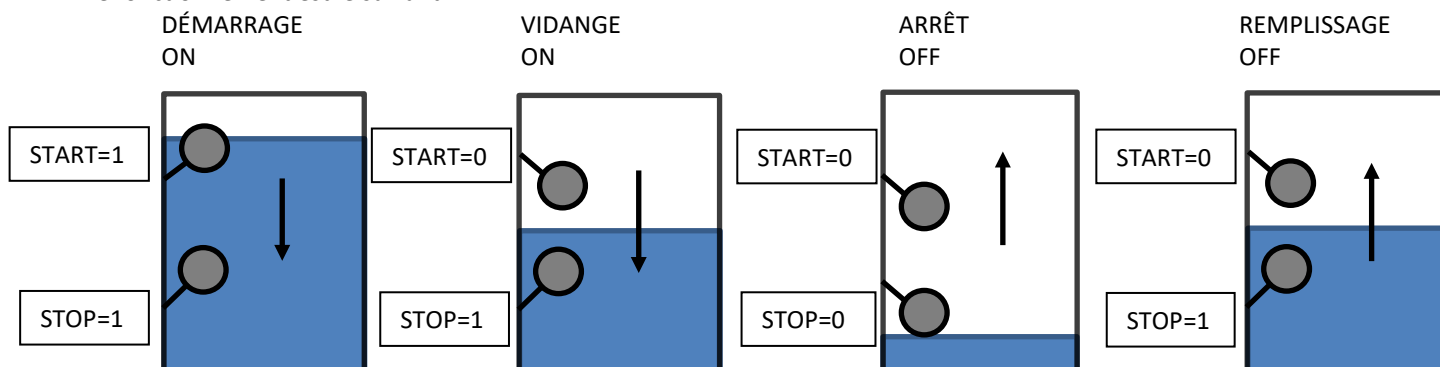 DÉMARRAGE
ON
VIDANGE
ON
ARRÊT
OFF
REMPLISSAGE
OFF
START=1
START=0
START=0
START=0
STOP=1
STOP=1
STOP=0
STOP=1